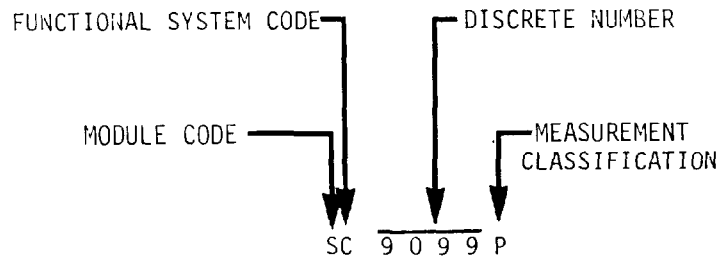 FUNCTIONAL SYSTEM CODE
DISCRETE NUMBER
MODULE CODE
MEASUREMENT
CLASSIFICATION
SC 9099 P